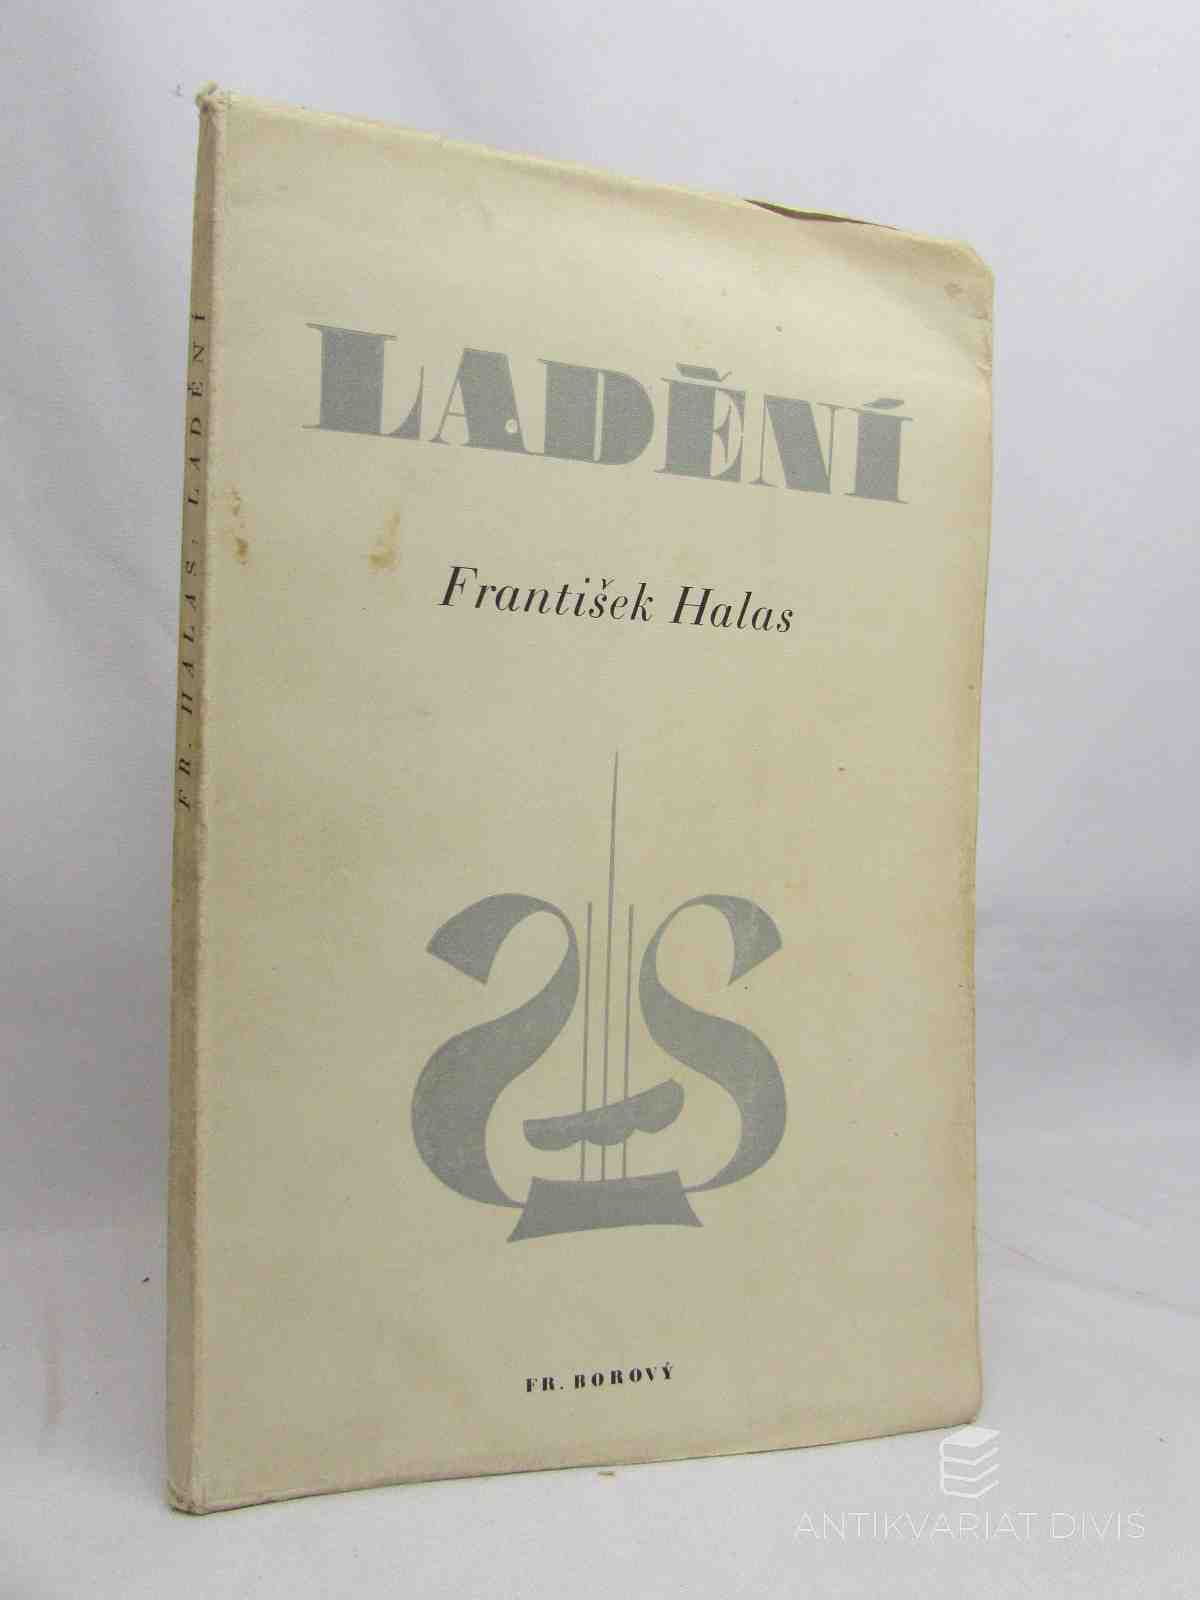 LADĚNÍ
František Halas
FR. BOROVÝ
FR. HALAS, LADĚNÍ
ANTIKVARIAT DIVIS